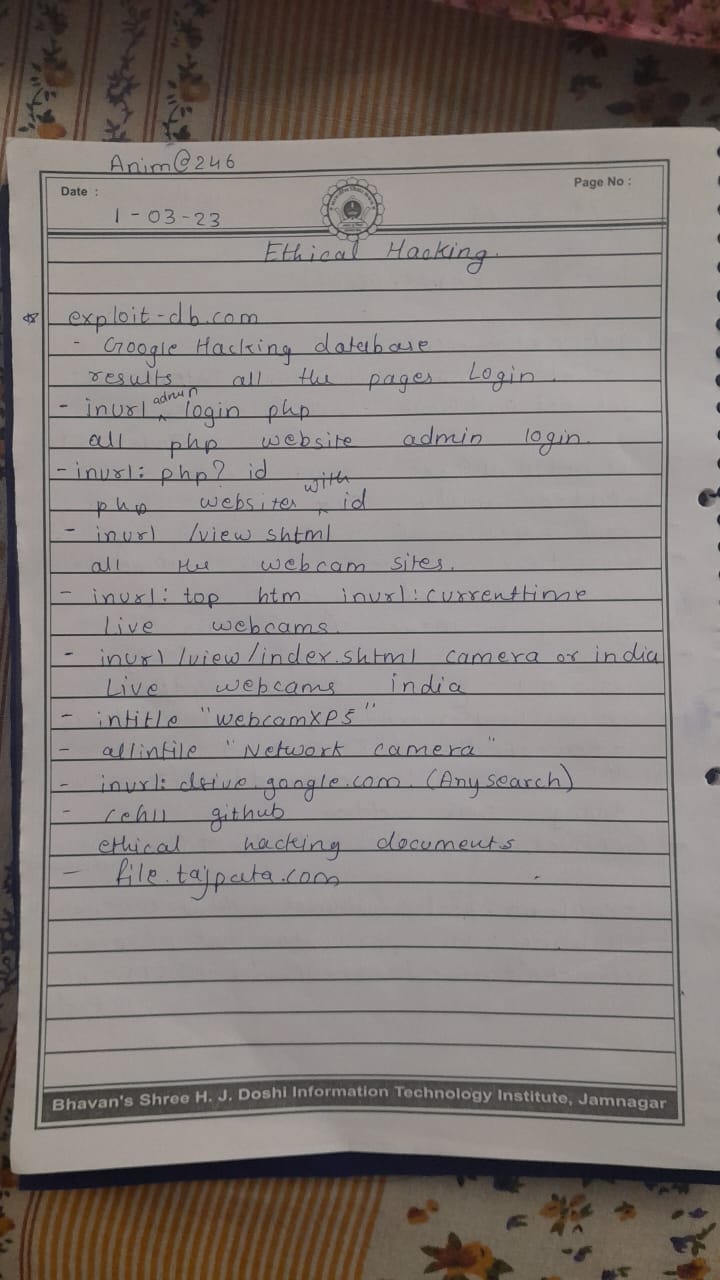 Anim@246
Date :
Page No :
1-03-23
Ethical Hacking.
exploit-db.com
- Google Hacking database
results all the pages Login.
- inurl admin login php
all php website admin login.
- inurl: php? id
php websites with id
- inurl /view shtml
all the webcam sites.
- inurl: top htm inurl: currenttime
Live webcams.
- inurl /view/index.shtml camera or india
Live webcams india
- intitle "webcamXP5"
- allintile "Network camera"
- inurl: drive.google.com. (Any search)
- ceh11 github
ethical hacking documents
- file.tajpata.com
Bhavan's Shree H. J. Doshi Information Technology Institute, Jamnagar